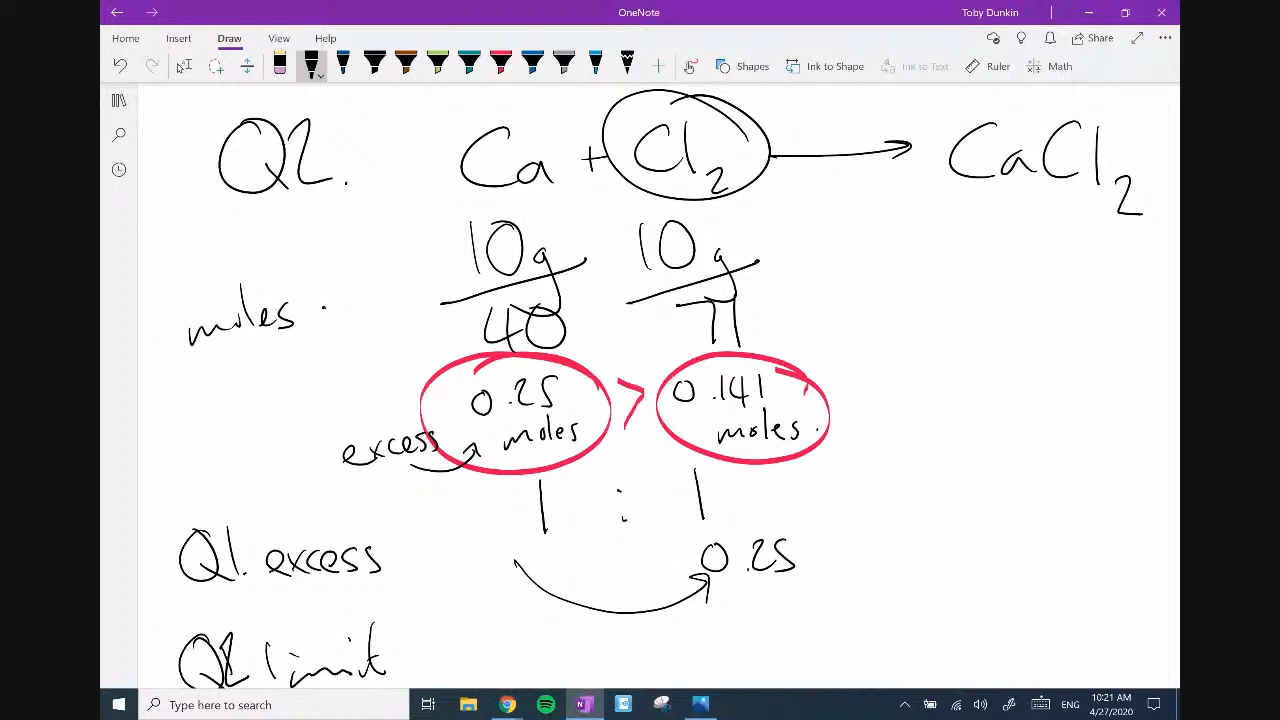 OneNote
Toby Dunkin
Home Insert Draw View Help
Share
Shapes Ink to Shape Ink to Text Ruler Math
Q2. Ca + Cl2 → CaCl2
10g 10g
moles. 40 71
0.25 > 0.141
moles moles.
excess
1 : 1
Q1. excess 0.25
Q2 limit
Type here to search
ENG
10:21 AM
4/27/2020